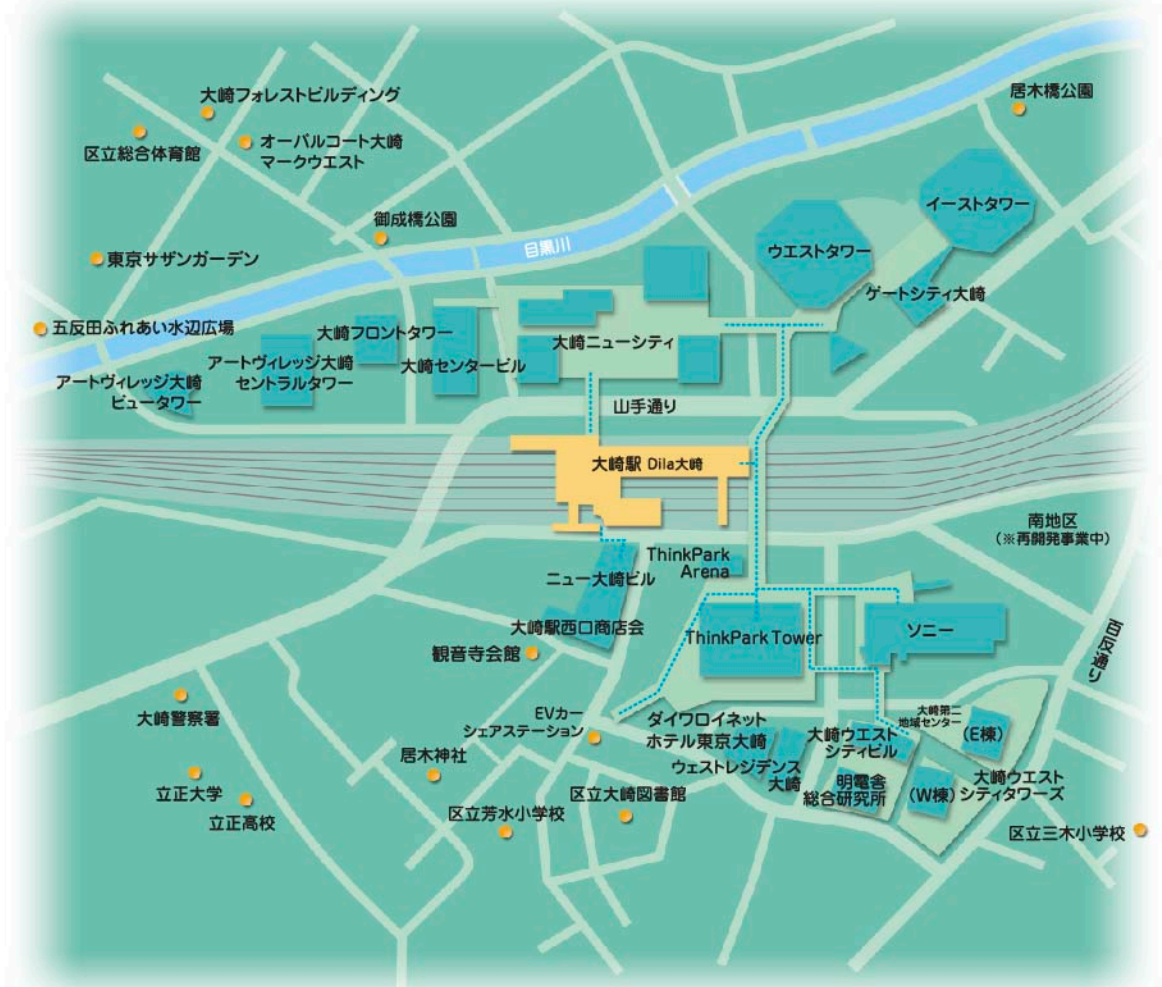 大崎フォレストビルディング
区立総合体育館
オーバルコート大崎
マークウエスト
居木橋公園
御成橋公園
目黒川
イーストタワー
ウエストタワー
東京サザンガーデン
ゲートシティ大崎
五反田ふれあい水辺広場
大崎フロントタワー
大崎ニューシティ
アートヴィレッジ大崎
セントラルタワー
大崎センタービル
アートヴィレッジ大崎
ビュータワー
山手通り
大崎駅 Dila大崎
南地区
(※再開発事業中)
ThinkPark
Arena
ニュー大崎ビル
大崎駅西口商店会
ThinkPark Tower
ソニー
百反通り
観音寺会館
大崎警察署
EVカー
シェアステーション
ダイワロイネット
ホテル東京大崎
大崎第二
地域センター
(E棟)
大崎ウエスト
シティビル
ウェストレジデンス
大崎
居木神社
明電舎
総合研究所
(W棟)
大崎ウエスト
シティタワーズ
立正大学
立正高校
区立芳水小学校
区立大崎図書館
区立三木小学校